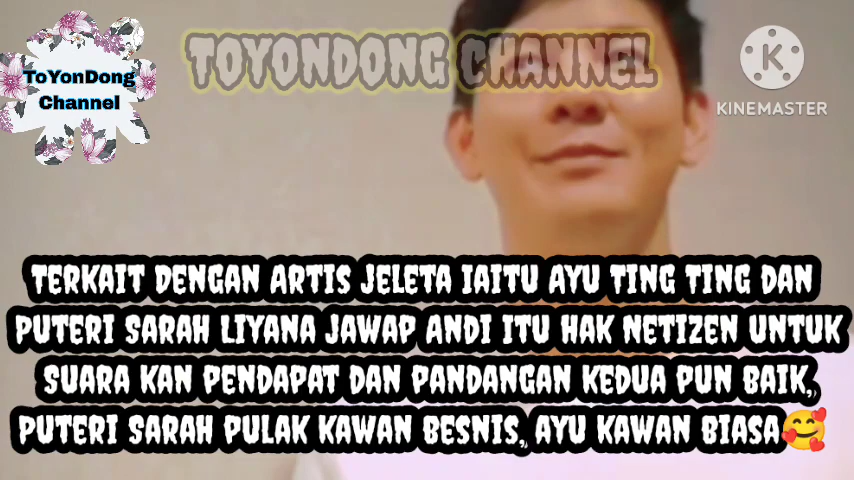 ToYonDong
Channel
TOYONDONG CHANNEL
KINEMASTER
TERKAIT DENGAN ARTIS JELETA IAITU AYU TING TING DAN
PUTERI SARAH LIYANA JAWAP ANDI ITU HAK NETIZEN UNTUK
SUARA KAN PENDAPAT DAN PANDANGAN KEDUA PUN BAIK,
PUTERI SARAH PULAK KAWAN BESNIS, AYU KAWAN BIASA🥰